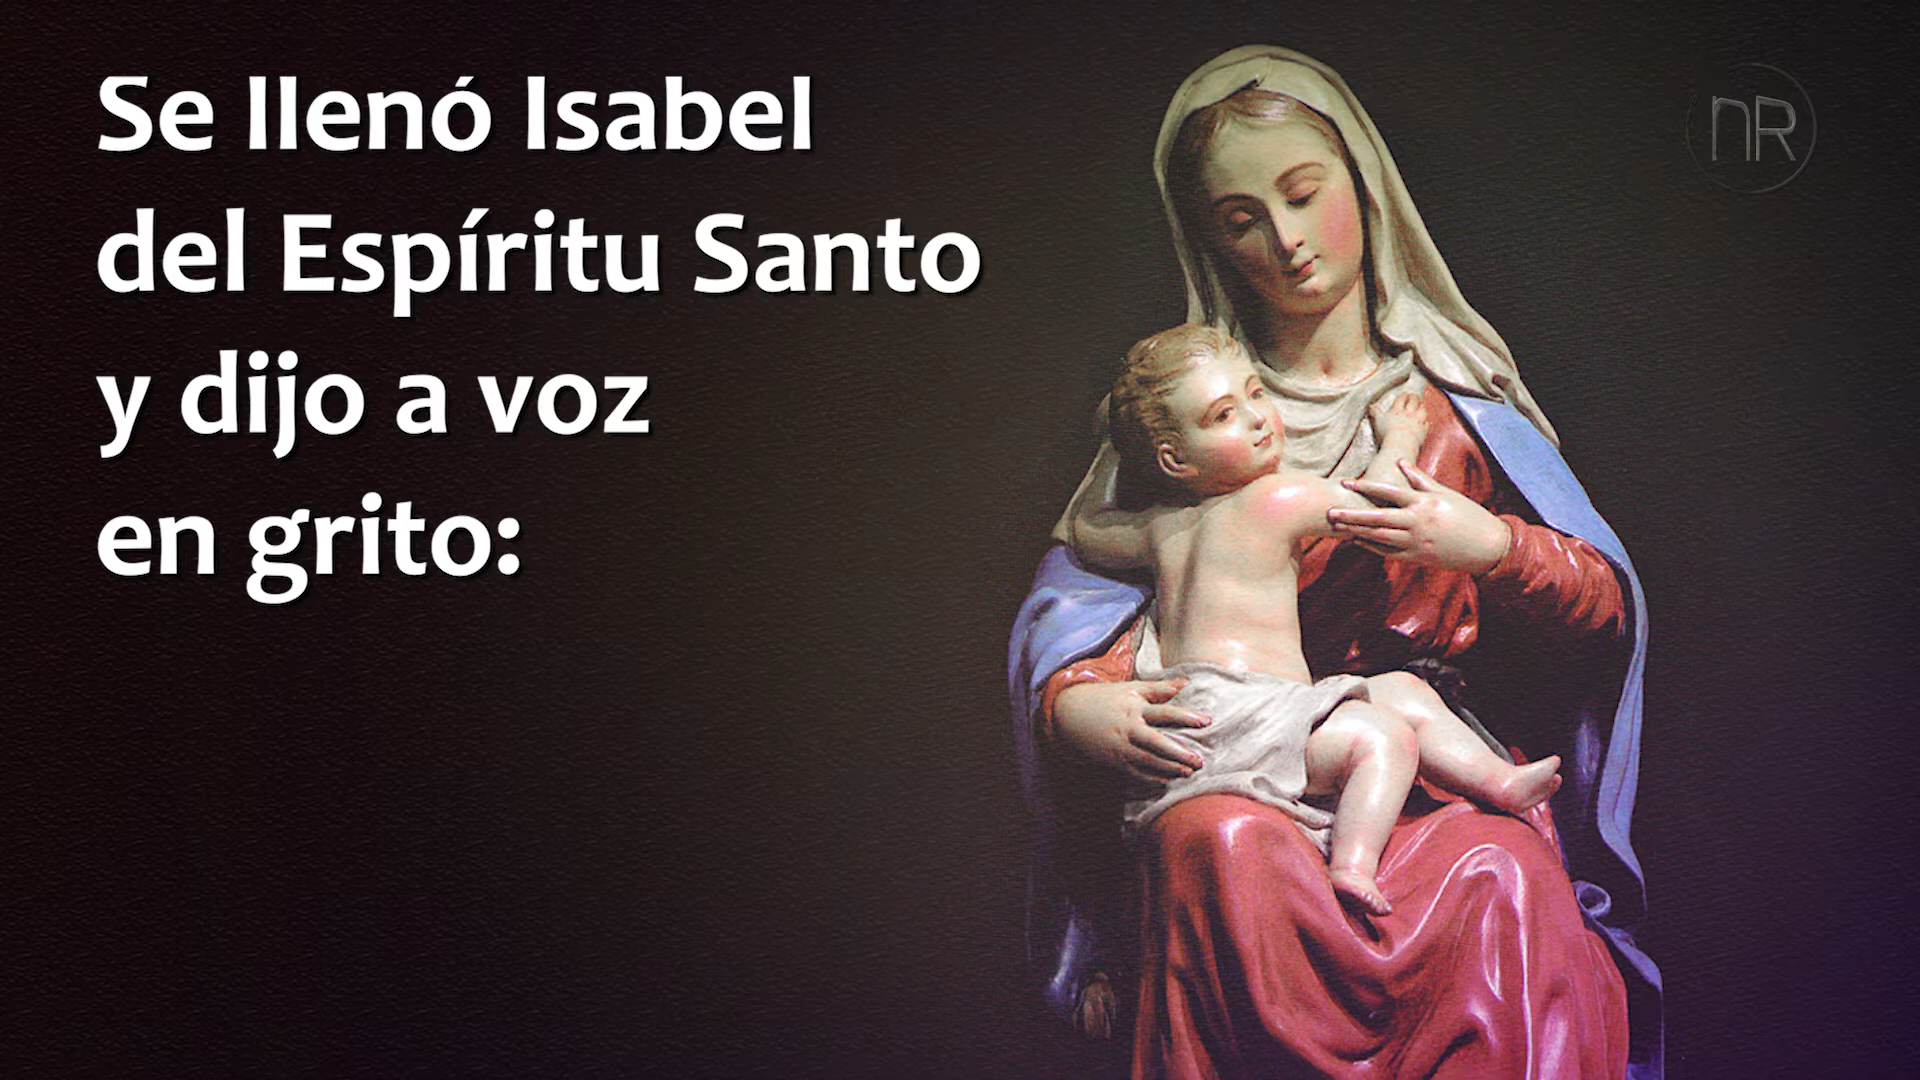 Se llenó Isabel
del Espíritu Santo
y dijo a voz
en grito:
NR